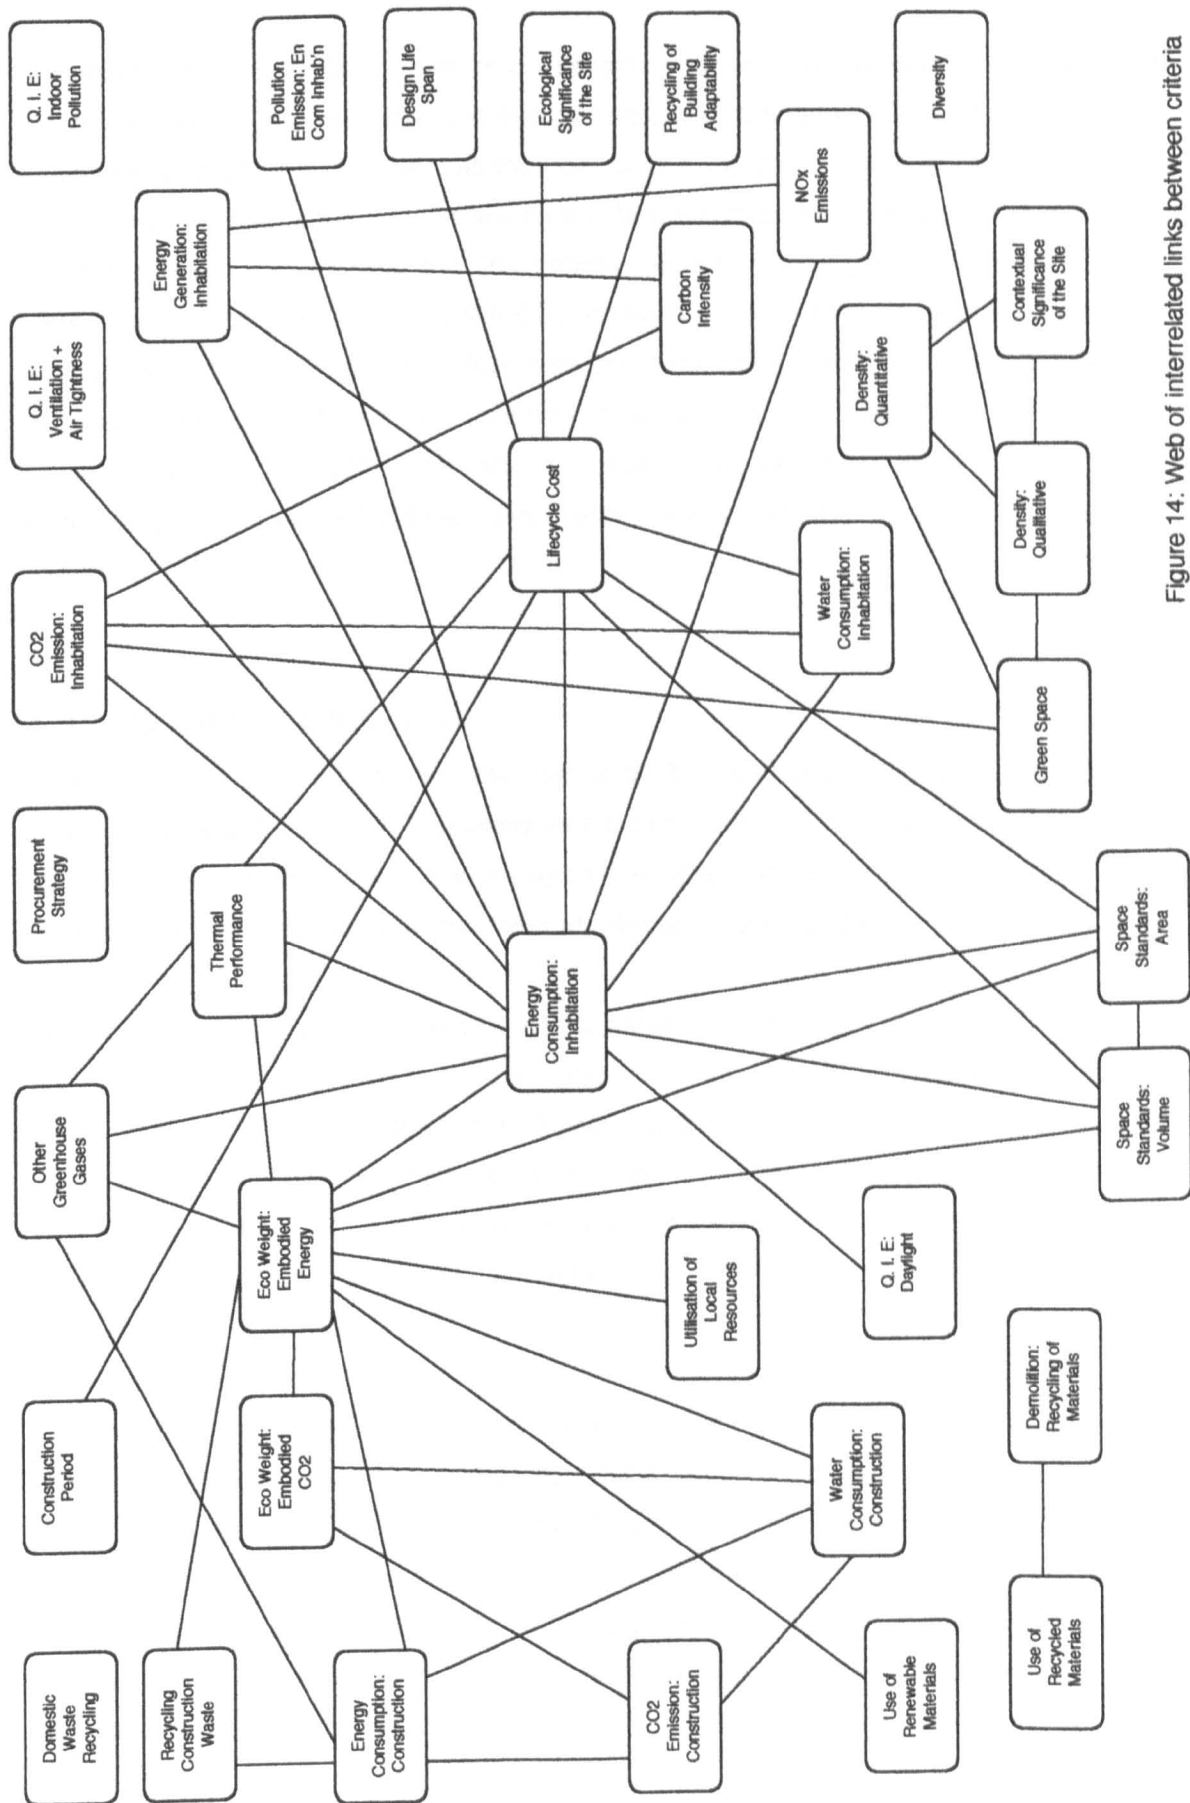 Domestic
Waste
Recycling
Construction
Period
Other
Greenhouse
Gases
Procurement
Strategy
CO2
Emission:
Inhabitation
Q. I. E:
Ventilation +
Air Tightness
Q. I. E:
Indoor
Pollution
Recycling
Construction
Waste
Thermal
Performance
Energy
Generation:
Inhabitation
Eco Weight:
Embodied
Energy
Eco Weight:
Embodied
CO2
Pollution
Emission: En
Com Inhab'n
Energy
Consumption:
Construction
Design Life
Span
Energy
Consumption:
Inhabitation
Lifecycle Cost
Ecological
Significance
of the Site
CO2
Emission:
Construction
Utilisation of
Local
Resources
Carbon
Intensity
Recycling of
Building
Adaptability
Water
Consumption:
Construction
Water
Consumption:
Inhabitation
NOx
Emissions
Use of
Renewable
Materials
Q. I. E:
Daylight
Density:
Quantitative
Diversity
Use of
Recycled
Materials
Demolition:
Recycling of
Materials
Green Space
Density:
Qualitative
Contextual
Significance
of the Site
Space
Standards:
Volume
Space
Standards:
Area
Figure 14: Web of interrelated links between criteria